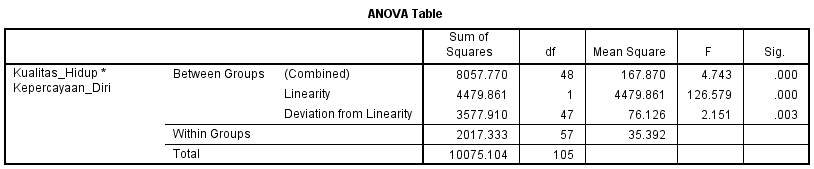 ANOVA Table
Sum of Squares df Mean Square F Sig.
Kualitas_Hidup * Kepercayaan_Diri Between Groups (Combined) 8057.770 48 167.870 4.743 .000
Linearity 4479.861 1 4479.861 126.579 .000
Deviation from Linearity 3577.910 47 76.126 2.151 .003
Within Groups 2017.333 57 35.392
Total 10075.104 105